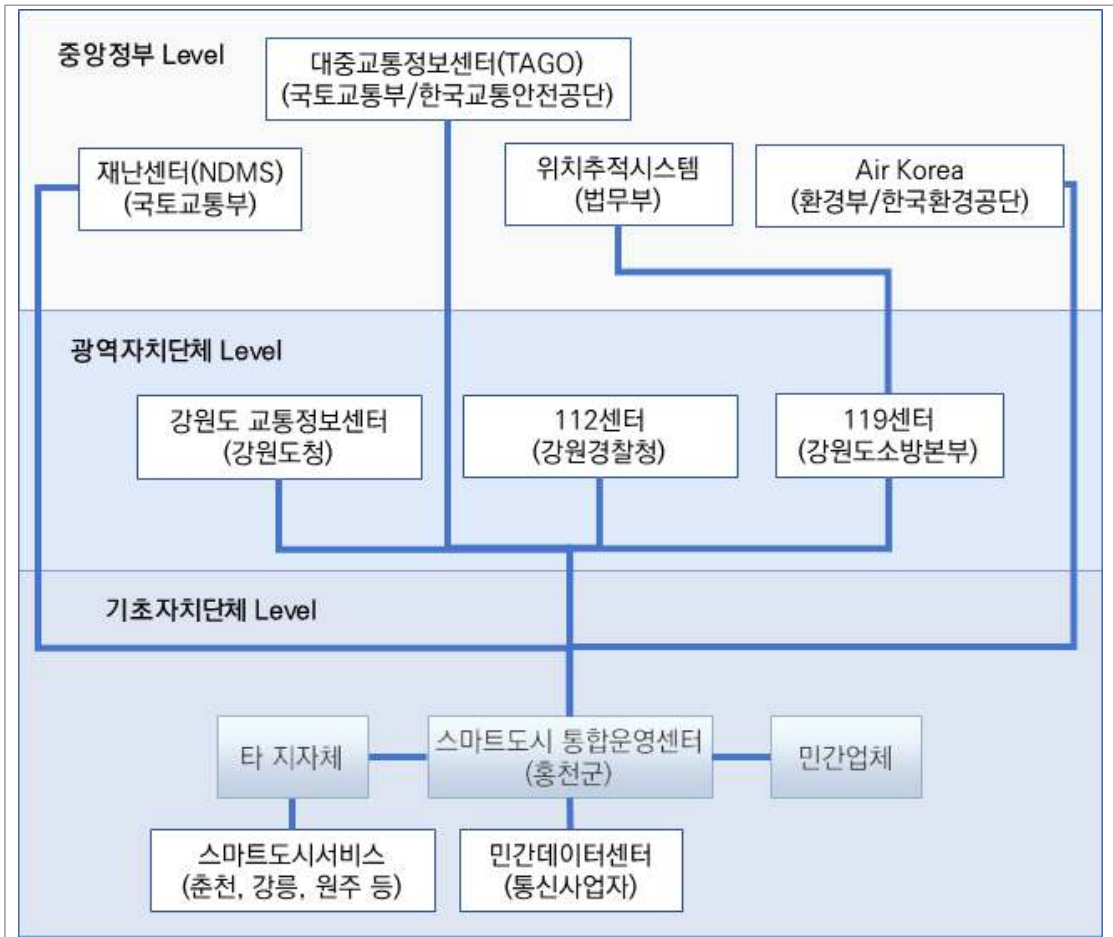 중앙정부 Level
대중교통정보센터(TAGO)
(국토교통부/한국교통안전공단)
재난센터(NDMS)
(국토교통부)
위치추적시스템
(법무부)
Air Korea
(환경부/한국환경공단)
광역자치단체 Level
강원도 교통정보센터
(강원도청)
112센터
(강원경찰청)
119센터
(강원도소방본부)
기초자치단체 Level
타 지자체
스마트도시 통합운영센터
(홍천군)
민간업체
스마트도시서비스
(춘천, 강릉, 원주 등)
민간데이터센터
(통신사업자)